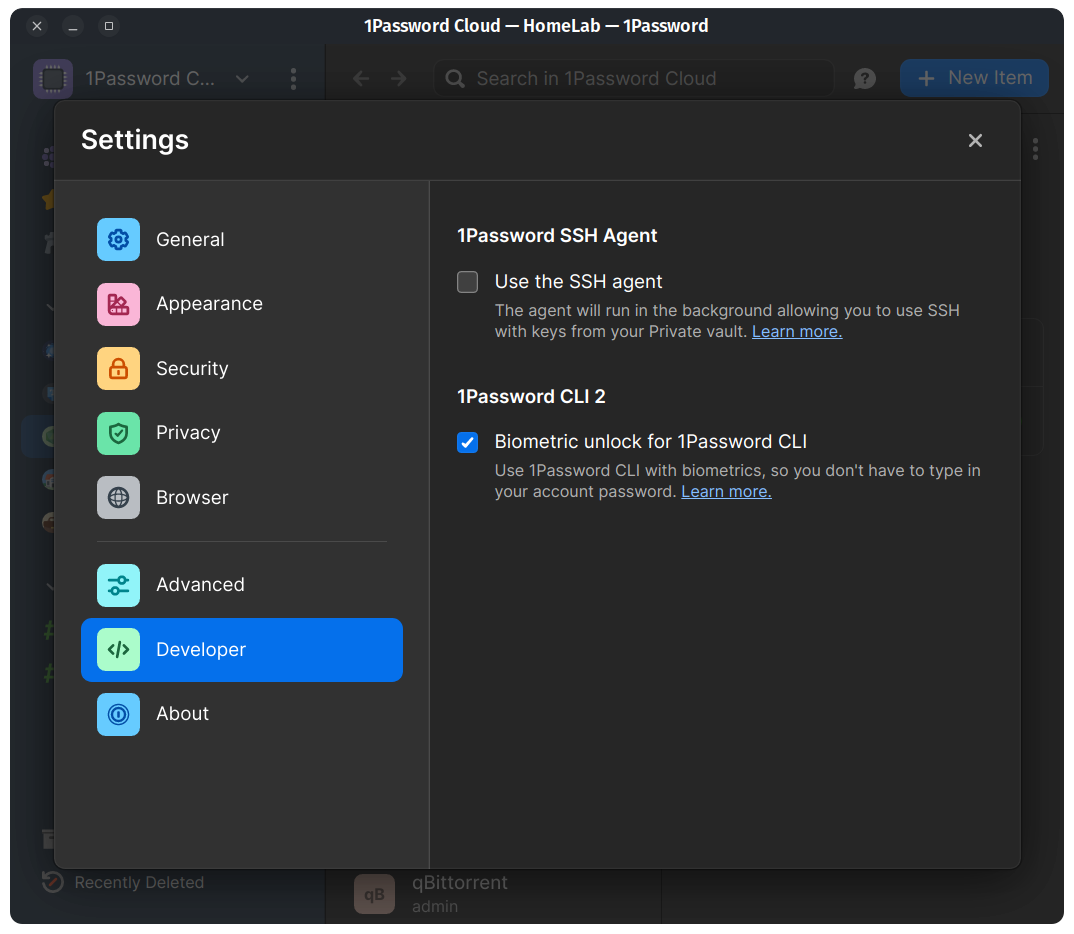 1Password Cloud — HomeLab — 1Password
1Password C...
Search in 1Password Cloud
New Item
Settings
General
Appearance
Security
Privacy
Browser
Advanced
Developer
About
1Password SSH Agent
Use the SSH agent
The agent will run in the background allowing you to use SSH
with keys from your Private vault. Learn more.
1Password CLI 2
Biometric unlock for 1Password CLI
Use 1Password CLI with biometrics, so you don't have to type in
your account password. Learn more.
Recently Deleted
qB
qBittorrent
admin